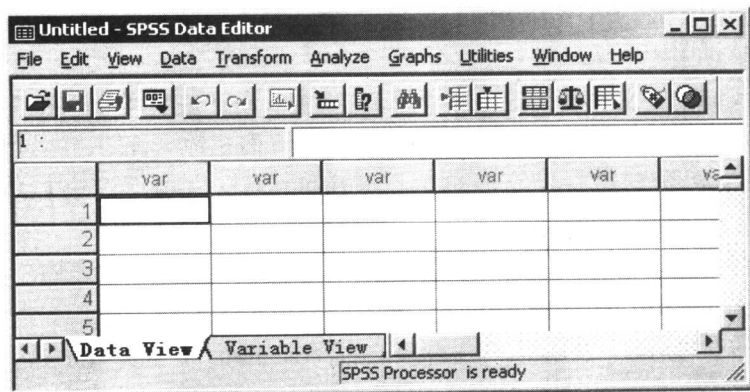 Untitled - SPSS Data Editor
File Edit View Data Transform Analyze Graphs Utilities Window Help
1 :
var var var var var va
1
2
3
4
5
Data View Variable View
SPSS Processor is ready